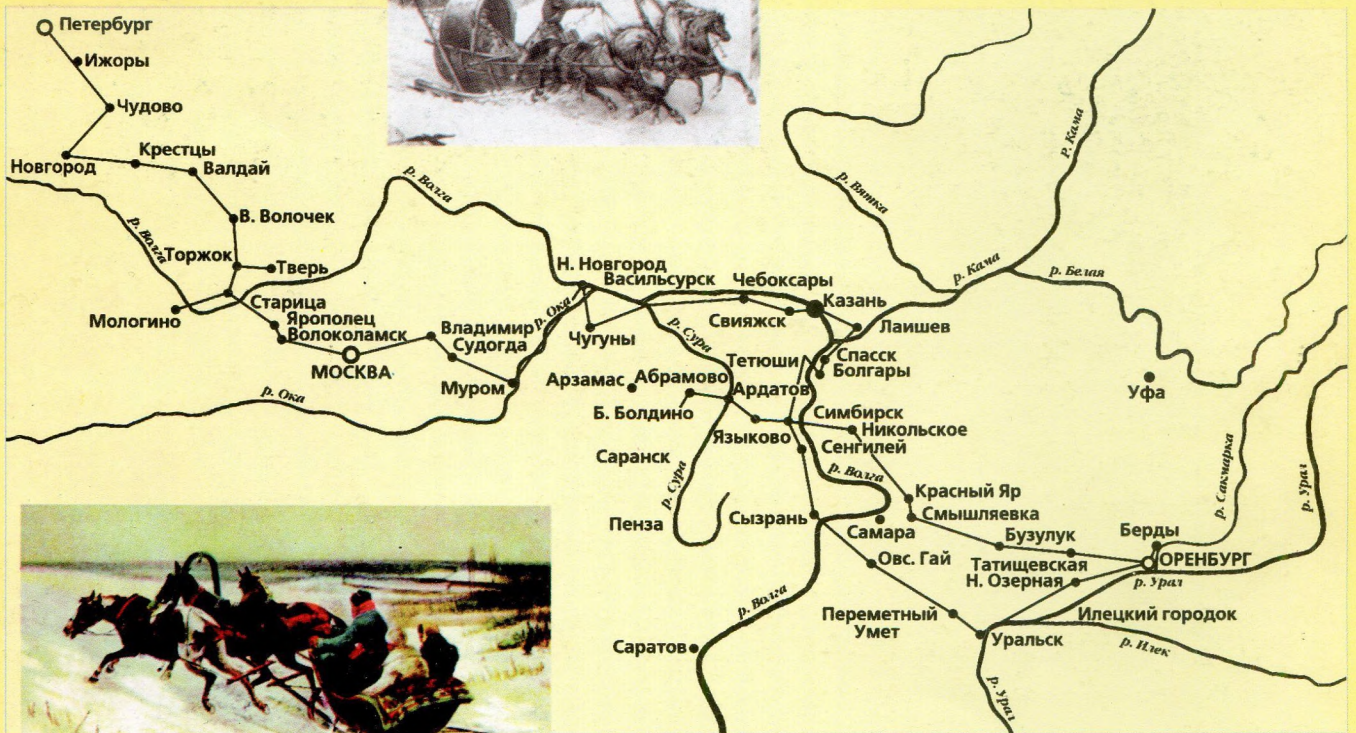 Петербург
Ижоры
Чудово
Новгород
Крестцы
Валдай
В. Волочек
р. Волга
р. Волга
Торжок
Тверь
Мологино
Старица
Ярополец
Волоколамск
МОСКВА
Владимир
Судогда
Муром
р. Ока
р. Ока
Н. Новгород
Васильсурск
Чугуны
Чебоксары
Свияжск
Казань
Лаишев
р. Вятка
р. Кама
р. Кама
р. Белая
Уфа
р. Сура
Тетюши
Спасск
Болгары
Арзамас
Абрамово
Ардатов
Б. Болдино
Языково
Симбирск
Никольское
Сенгилей
Саранск
р. Сура
Пенза
р. Волга
Сызрань
Самара
Красный Яр
Смышляевка
Бузулук
Берды
Татищевская
ОРЕНБУРГ
Н. Озерная
р. Урал
р. Сакмарка
р. Урал
Овс. Гай
Переметный
Умет
Уральск
Илецкий городок
р. Илек
р. Урал
р. Волга
Саратов